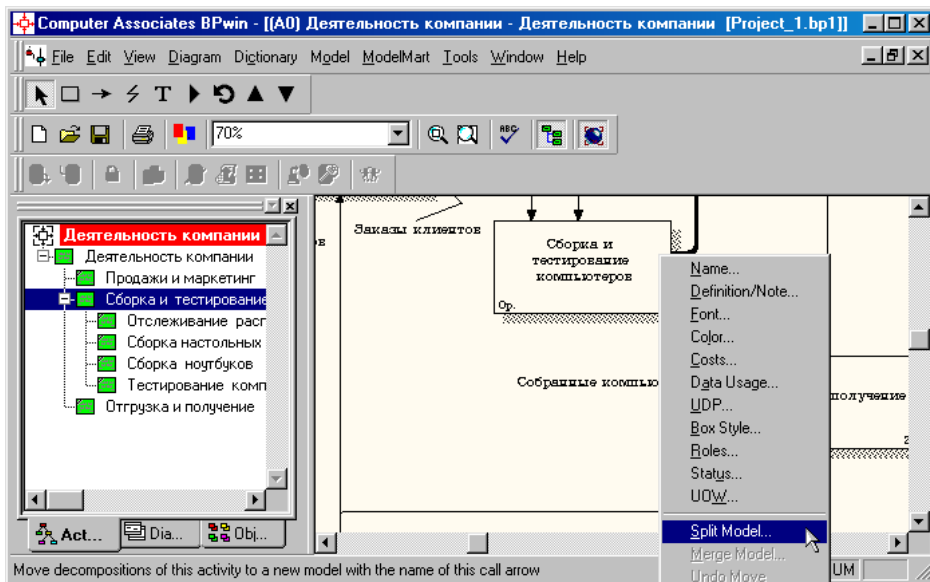 Computer Associates BPwin - [(A0) Деятельность компании - Деятельность компании [Project_1.bp1]]
File Edit View Diagram Dictionary Model ModelMart Tools Window Help
T
70%
ABC
Деятельность компании
Деятельность компании
Продажи и маркетинг
Сборка и тестирование
Отслеживание расп
Сборка настольных
Сборка ноутбуков
Тестирование комп
Отгрузка и получение
Act...
Dia...
Obj...
Заказы клиентов
Сборка и
тестирование
компьютеров
0р.
Собранные компью
получение
2
Name...
Definition/Note...
Font...
Color...
Costs...
Data Usage...
UDP...
Box Style...
Roles...
Status...
UOW...
Split Model...
Merge Model...
Undo Move
Move decompositions of this activity to a new model with the name of this call arrow
UM